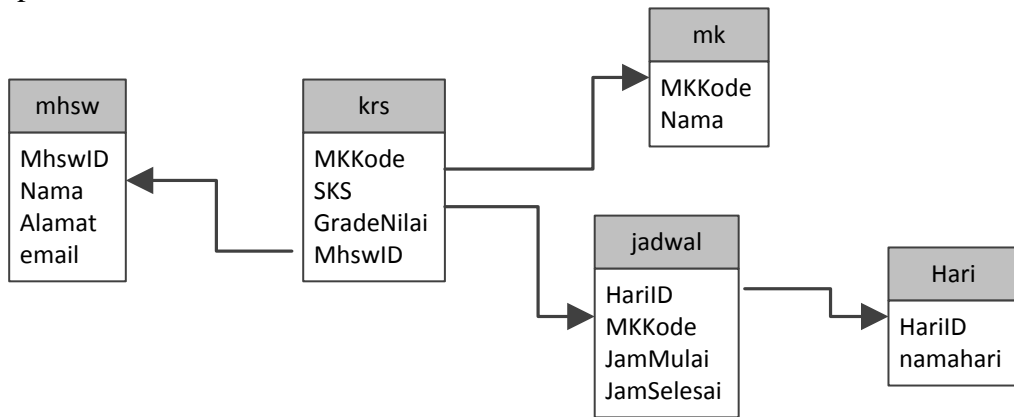 mhsw
MhswID
Nama
Alamat
email
krs
MKKode
SKS
GradeNilai
MhswID
mk
MKKode
Nama
jadwal
HariID
MKKode
JamMulai
JamSelesai
Hari
HariID
namahari